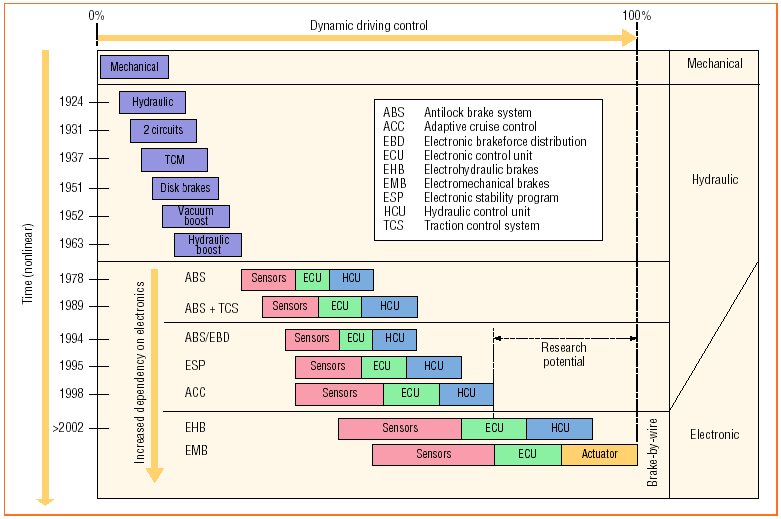 0%
100%
Dynamic driving control
Mechanical
Mechanical
1924
Hydraulic
1931
2 circuits
1937
TCM
1951
Disk brakes
1952
Vacuum
boost
1963
Hydraulic
boost
ABS Antilock brake system
ACC Adaptive cruise control
EBD Electronic brakeforce distribution
ECU Electronic control unit
EHB Electrohydraulic brakes
EMB Electromechanical brakes
ESP Electronic stability program
HCU Hydraulic control unit
TCS Traction control system
Hydraulic
Time (nonlinear)
Increased dependency on electronics
1978 ABS Sensors ECU HCU
1989 ABS + TCS Sensors ECU HCU
1994 ABS/EBD Sensors ECU HCU
Research
potential
1995 ESP Sensors ECU HCU
1998 ACC Sensors ECU HCU
>2002 EHB Sensors ECU HCU
EMB Sensors ECU Actuator
Brake-by-wire
Electronic